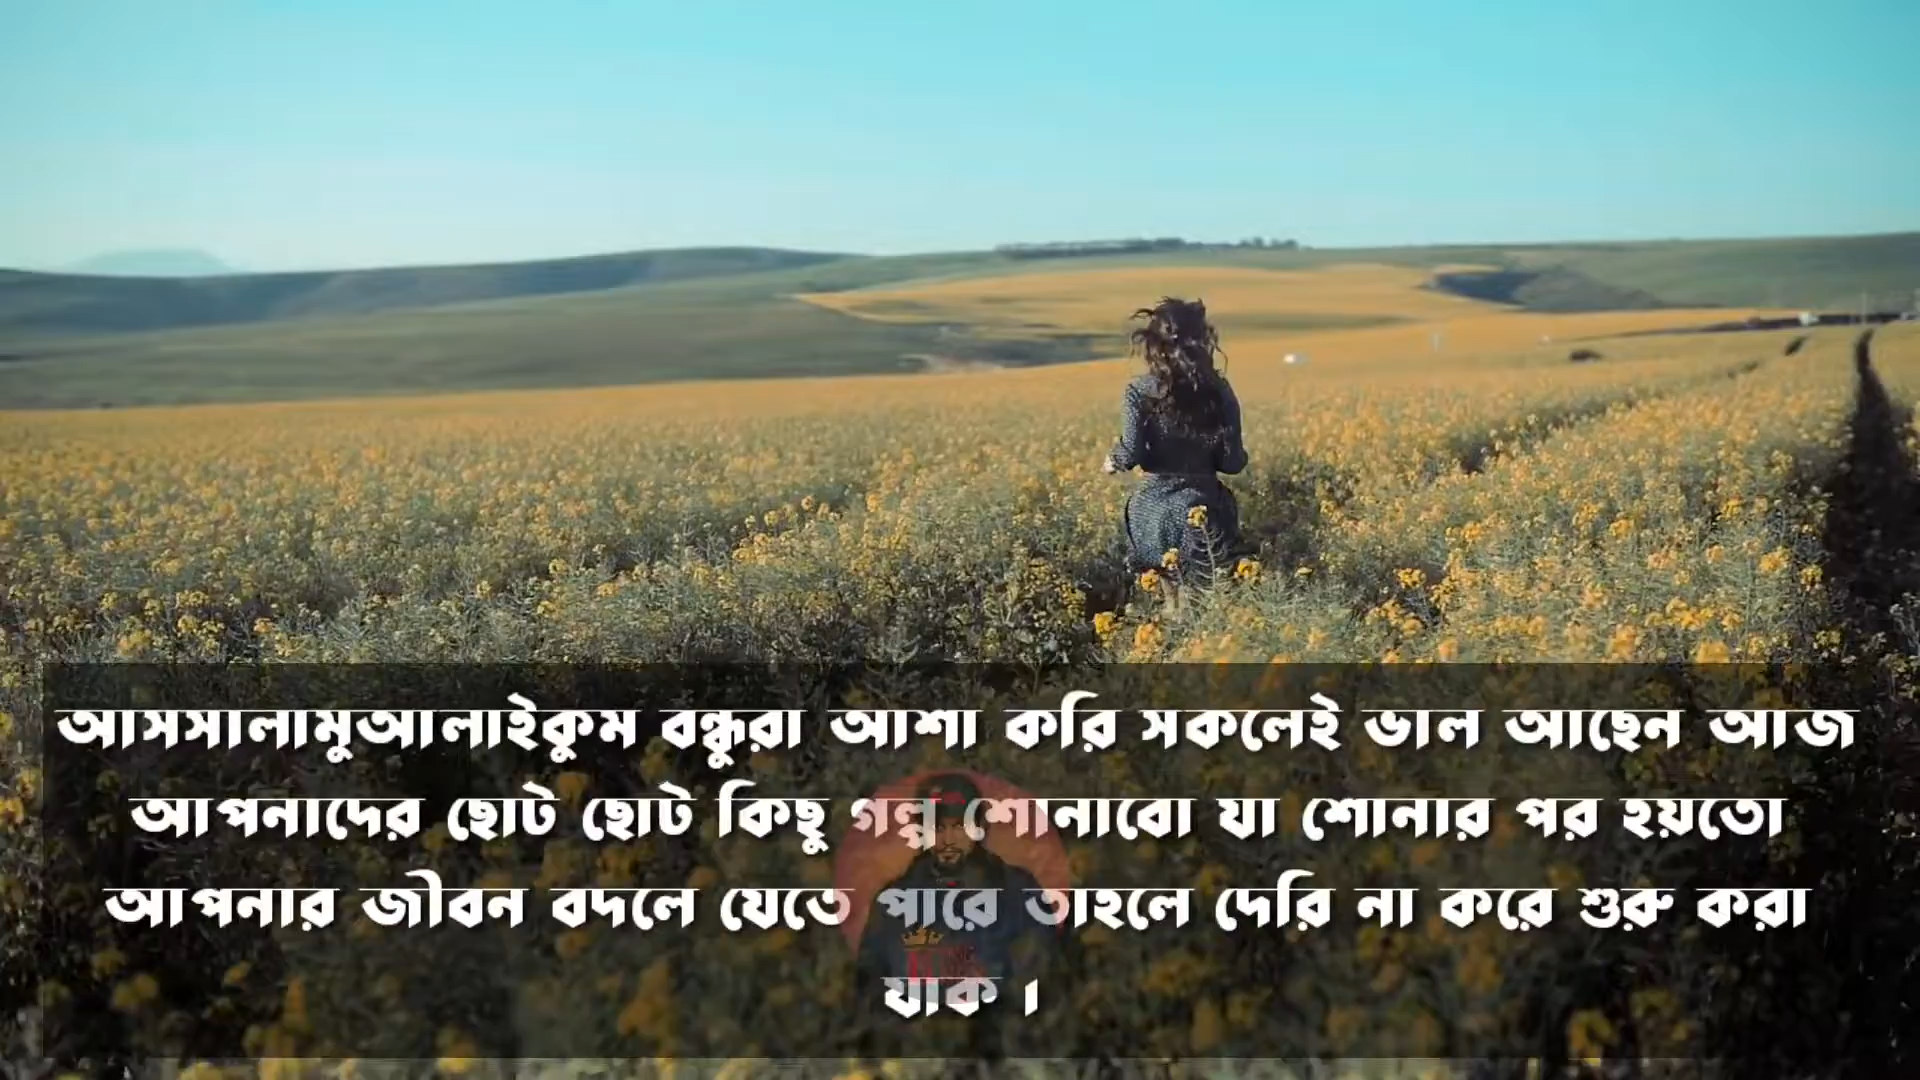 আসসালামুআলাইকুম বন্ধুরা আশা করি সকলেই ভাল আছেন আজ
আপনাদের ছোট ছোট কিছু গল্প শোনাবো যা শোনার পর হয়তো
আপনার জীবন বদলে যেতে পারে তাহলে দেরি না করে শুরু করা
যাক ।